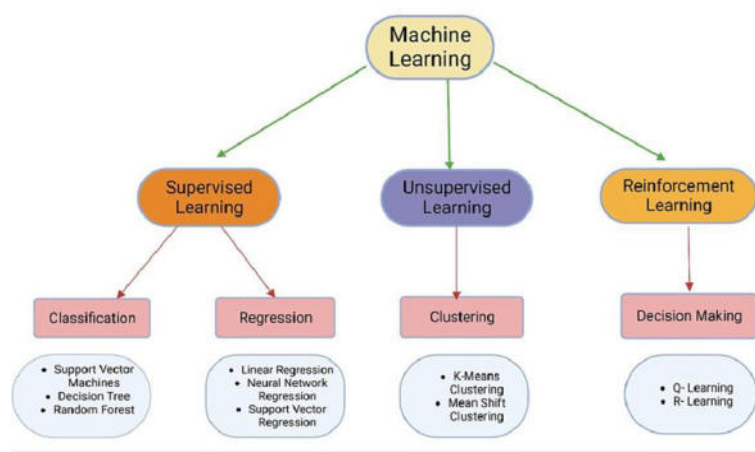 Machine
Learning
Supervised
Learning
Unsupervised
Learning
Reinforcement
Learning
Classification
Regression
Clustering
Decision Making
• Support Vector
Machines
• Decision Tree
• Random Forest
• Linear Regression
• Neural Network
Regression
• Support Vector
Regression
• K-Means
Clustering
• Mean Shift
Clustering
• Q- Learning
• R- Learning